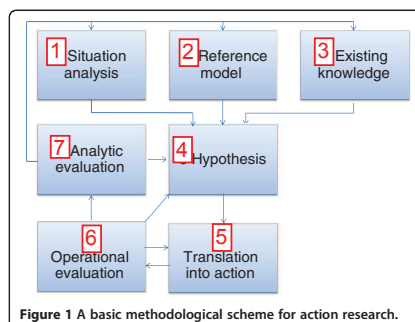 1 Situation
analysis
2 Reference
model
3 Existing
knowledge
7 Analytic
evaluation
4 Hypothesis
6
Operational
evaluation
5
Translation
into action
Figure 1 A basic methodological scheme for action research.